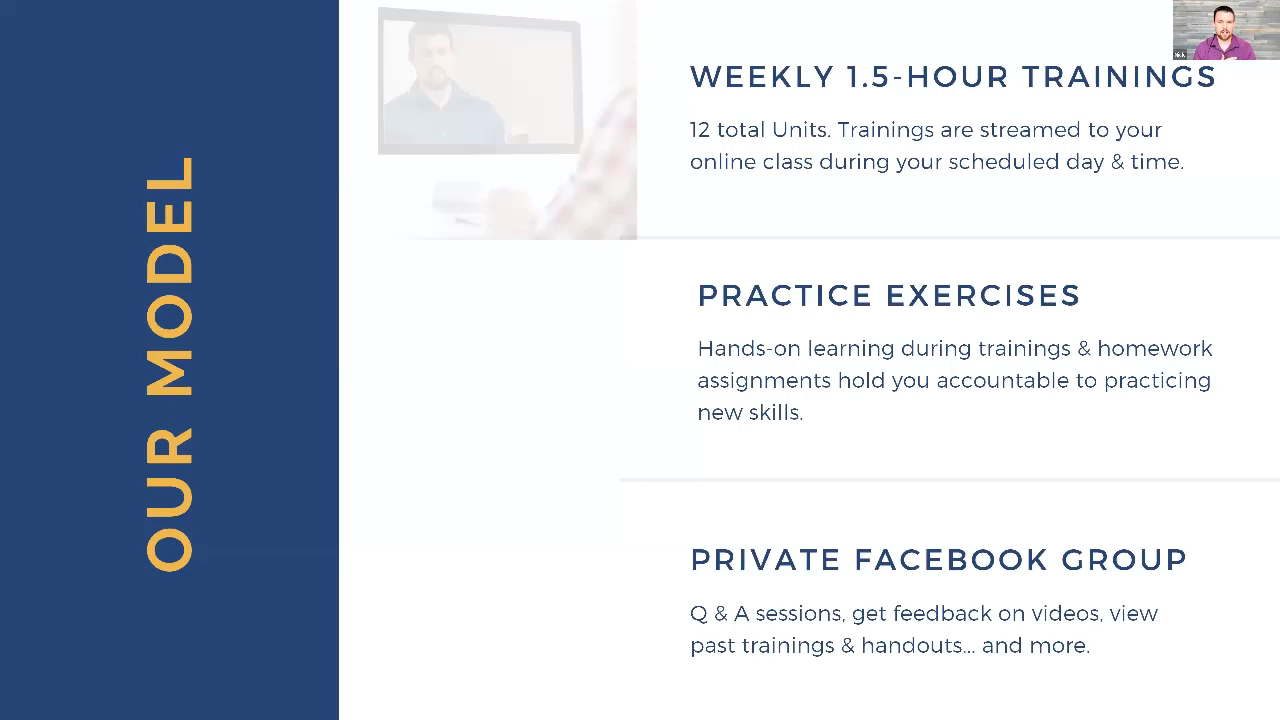 OUR MODEL
WEEKLY 1.5-HOUR TRAININGS
12 total Units. Trainings are streamed to your
online class during your scheduled day & time.
PRACTICE EXERCISES
Hands-on learning during trainings & homework
assignments hold you accountable to practicing
new skills.
PRIVATE FACEBOOK GROUP
Q & A sessions, get feedback on videos, view
past trainings & handouts... and more.